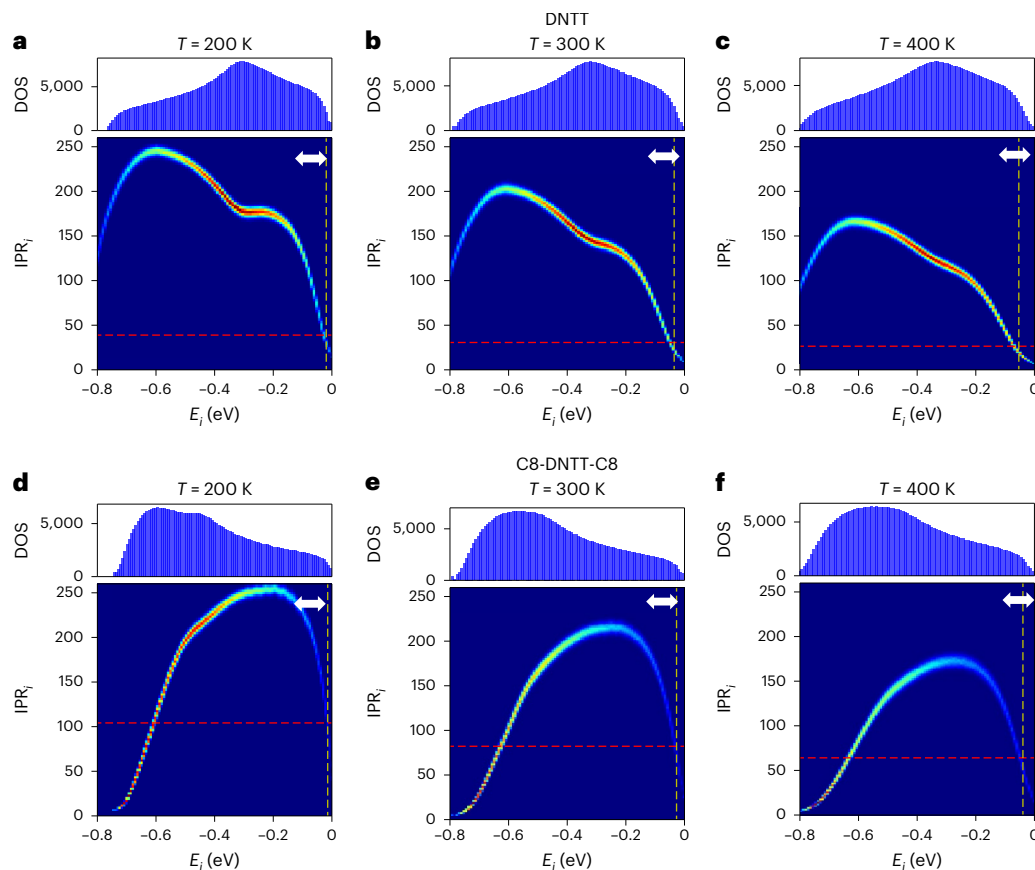 DNTT
a
T = 200 K
b
T = 300 K
c
T = 400 K
DOS
5,000
0
DOS
5,000
0
DOS
5,000
0
IPRi
250
200
150
100
50
0
–0.8
–0.6
–0.4
–0.2
0
Ei (eV)
IPRi
250
200
150
100
50
0
–0.8
–0.6
–0.4
–0.2
0
Ei (eV)
IPRi
250
200
150
100
50
0
–0.8
–0.6
–0.4
–0.2
0
Ei (eV)
C8-DNTT-C8
d
T = 200 K
e
T = 300 K
f
T = 400 K
DOS
5,000
0
DOS
5,000
0
DOS
5,000
0
IPRi
250
200
150
100
50
0
–0.8
–0.6
–0.4
–0.2
0
Ei (eV)
IPRi
250
200
150
100
50
0
–0.8
–0.6
–0.4
–0.2
0
Ei (eV)
IPRi
250
200
150
100
50
0
–0.8
–0.6
–0.4
–0.2
0
Ei (eV)